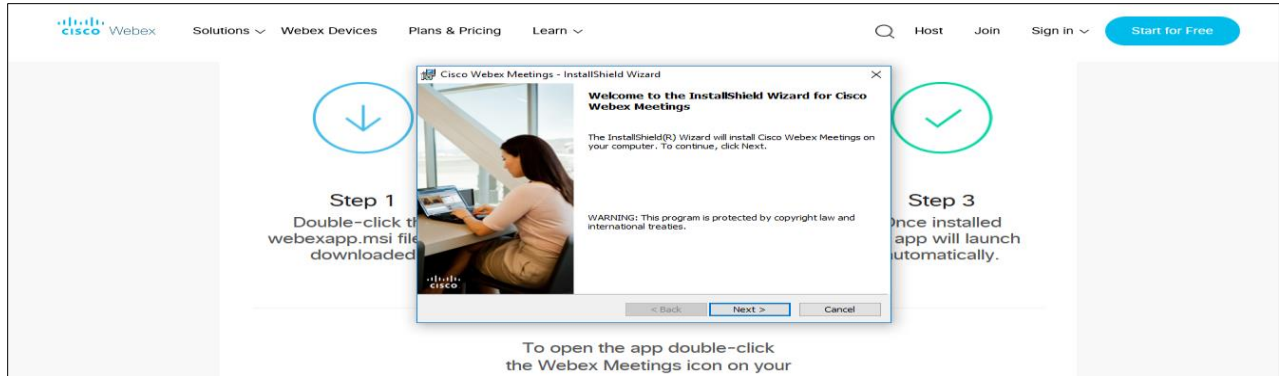 cisco Webex Solutions Webex Devices Plans & Pricing Learn Host Join Sign in Start for Free
Cisco Webex Meetings - InstallShield Wizard
Welcome to the InstallShield Wizard for Cisco
Webex Meetings
The InstallShield(R) Wizard will install Cisco Webex Meetings on
your computer. To continue, click Next.
WARNING: This program is protected by copyright law and
international treaties.
cisco
< Back Next > Cancel
Step 1
Double-click
webexapp.msi
downloaded
Step 3
installed
app will launch
To open the app double-click
the Webex Meetings icon on your